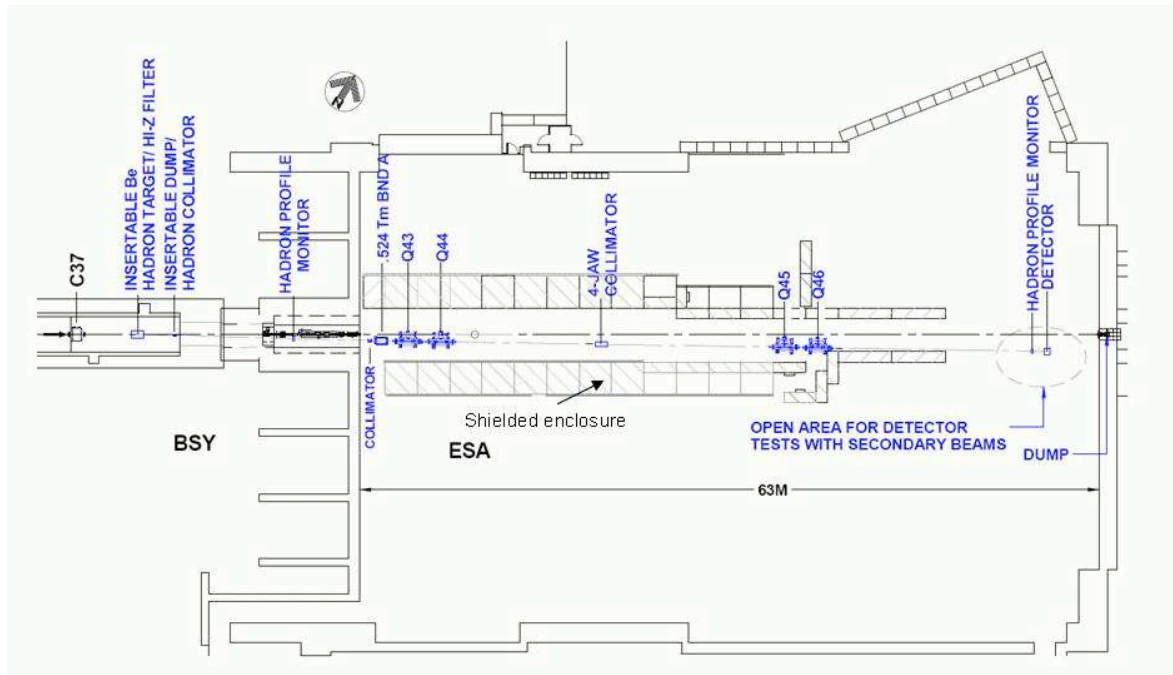 C37
INSERTABLE Be
HADRON TARGET/ HI-Z FILTER
INSERTABLE DUMP/
HADRON COLLIMATOR
HADRON PROFILE
MONITOR
.524 Tm BND A
Q43
Q44
4-JAW
COLLIMATOR
Q45
Q46
HADRON PROFILE MONITOR
DETECTOR
COLLIMATOR
Shielded enclosure
BSY
ESA
OPEN AREA FOR DETECTOR
TESTS WITH SECONDARY BEAMS
DUMP
63M